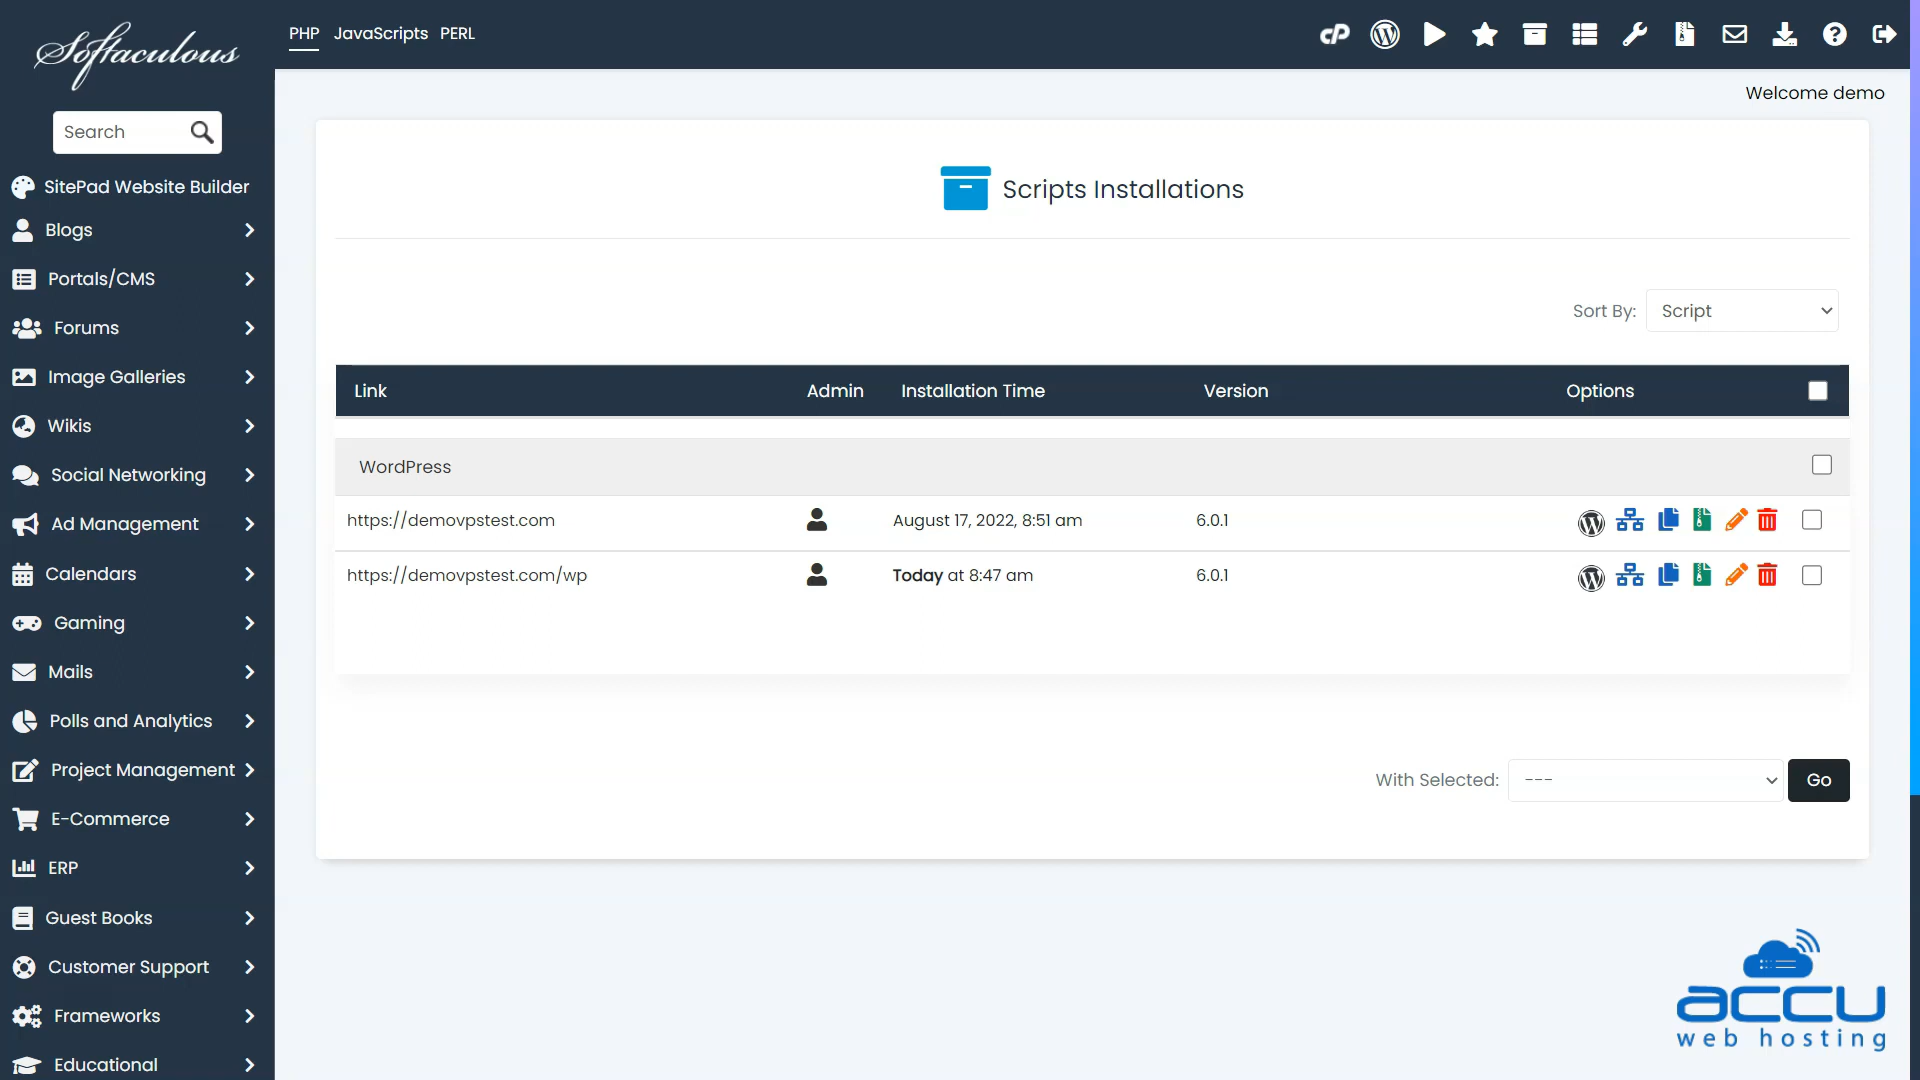 Softaculous
PHP JavaScripts PERL
cP
Welcome demo
Search
SitePad Website Builder
Blogs
Portals/CMS
Forums
Image Galleries
Wikis
Social Networking
Ad Management
Calendars
Gaming
Mails
Polls and Analytics
Project Management
E-Commerce
ERP
Guest Books
Customer Support
Frameworks
Educational
Scripts Installations
Sort By: Script
Link Admin Installation Time Version Options
WordPress
https://demovpstest.com August 17, 2022, 8:51 am 6.0.1
https://demovpstest.com/wp Today at 8:47 am 6.0.1
With Selected: --- Go
accu
web hosting